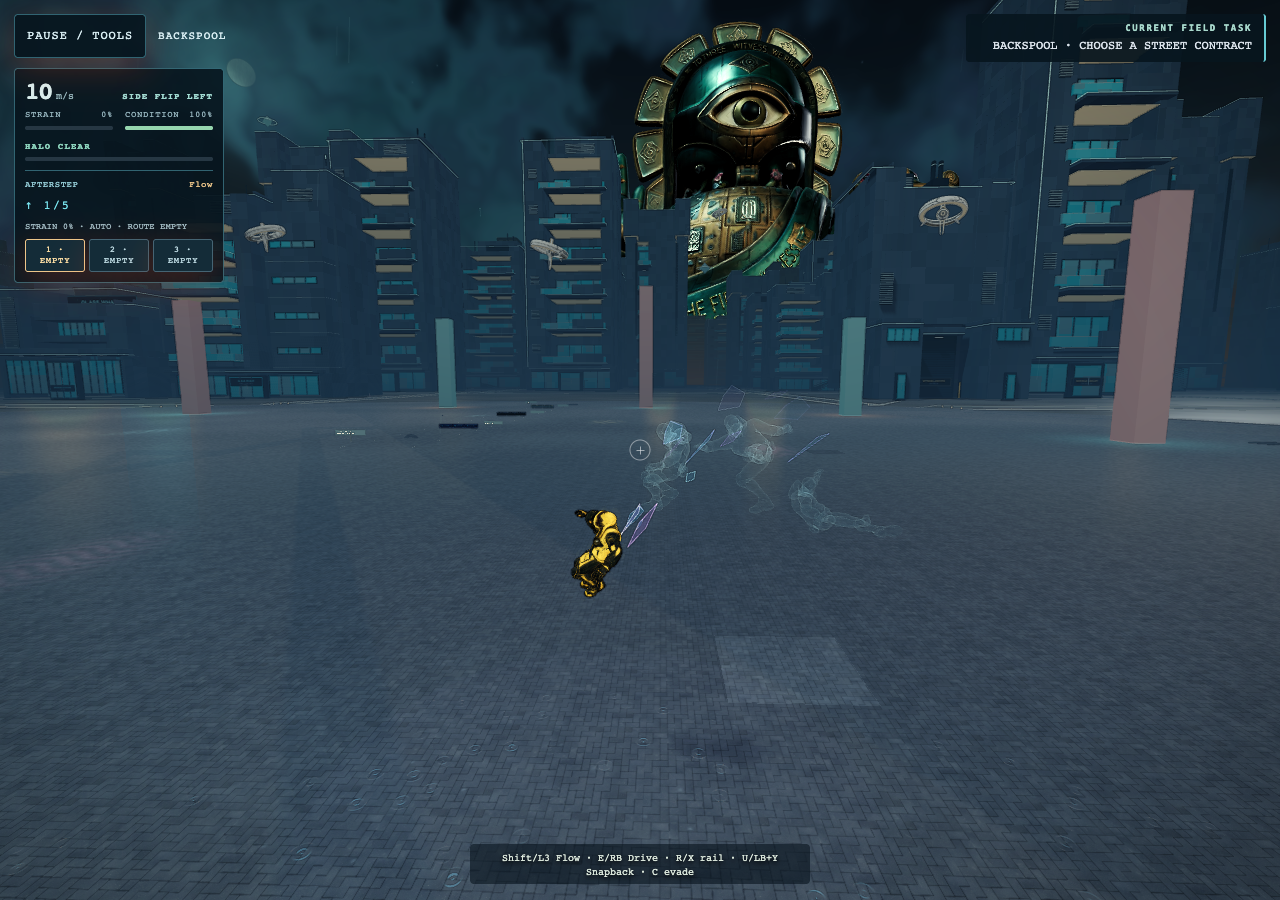 PAUSE / TOOLS
BACKSPOOL
CURRENT FIELD TASK
BACKSPOOL · CHOOSE A STREET CONTRACT
10 m/s
SIDE FLIP LEFT
STRAIN 0%
CONDITION 100%
HALO CLEAR
AFTERSTEP
Flow
↑ 1/5
STRAIN 0% · AUTO · ROUTE EMPTY
1 · EMPTY
2 · EMPTY
3 · EMPTY
Shift/L3 Flow · E/RB Drive · R/X rail · U/LB+Y
Snapback · C evade